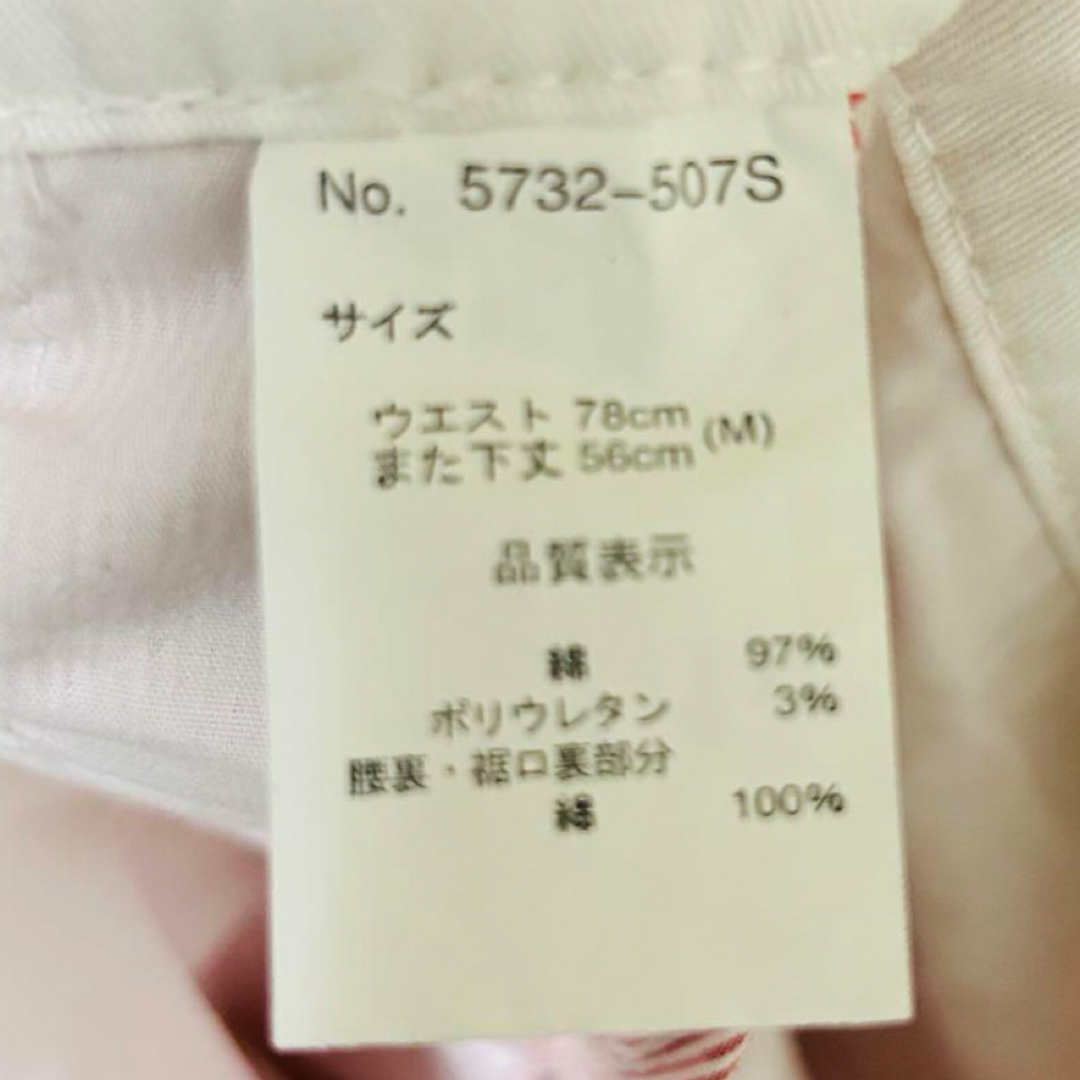 No. 5732-507S
サイズ
ウエスト 78cm
(M)
また下丈 56cm
品質表示
綿 97%
ポリウレタン 3%
腰裏・裾口裏部分
綿 100%